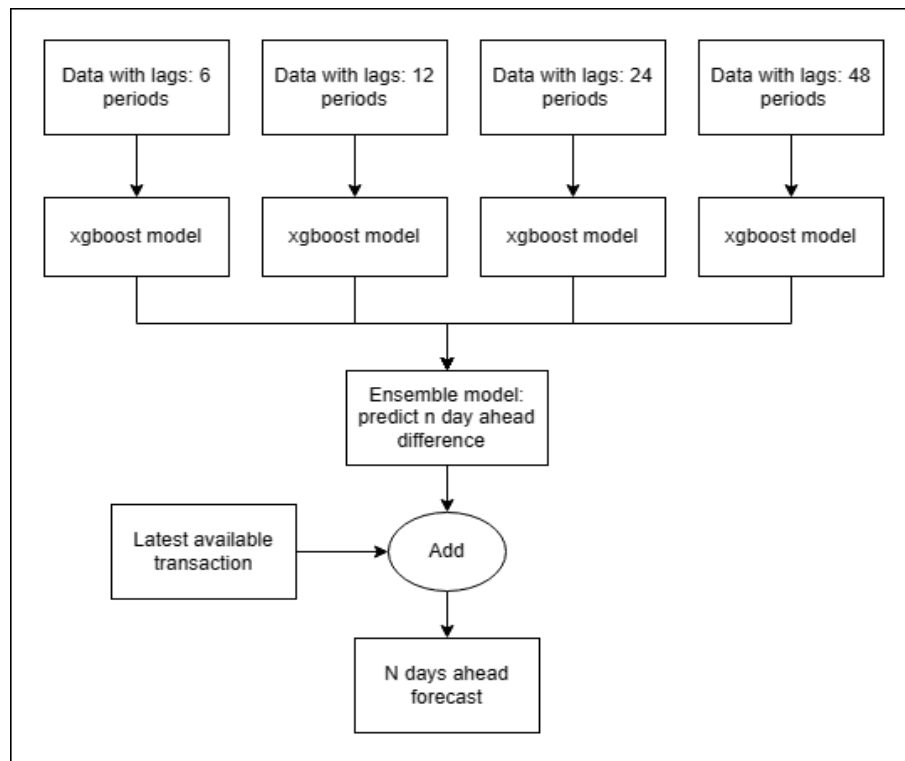 Data with lags: 6
periods
Data with lags: 12
periods
Data with lags: 24
periods
Data with lags: 48
periods
xgboost model
xgboost model
xgboost model
xgboost model
Ensemble model:
predict n day ahead
difference
Latest available
transaction
Add
N days ahead
forecast